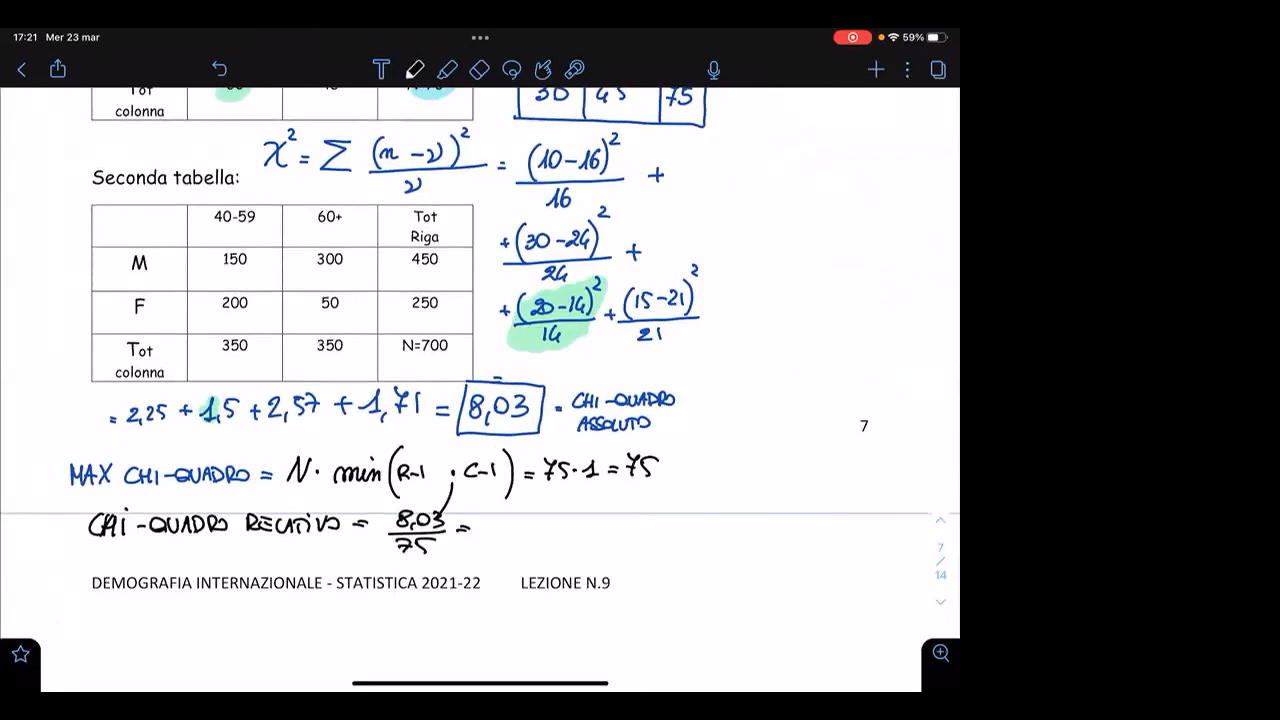 17:21 Mer 23 mar
59%
Tot colonna
30 45 75
χ² = Σ (n - ν)² / ν = (10 - 16)² / 16 +
Seconda tabella:
40-59 60+ Tot Riga
+ (30 - 24)² / 24 +
M 150 300 450
F 200 50 250
+ (20 - 14)² / 14 + (15 - 21)² / 21
Tot colonna 350 350 N=700
=
= 2,25 + 1,5 + 2,57 + 1,71 = 8,03 = CHI-QUADRO ASSOLUTO
7
MAX CHI-QUADRO = N · min (R-1 · C-1) = 75 · 1 = 75
CHI-QUADRO RELATIVO = 8,03 / 75 =
DEMOGRAFIA INTERNAZIONALE - STATISTICA 2021-22 LEZIONE N.9
7 / 14